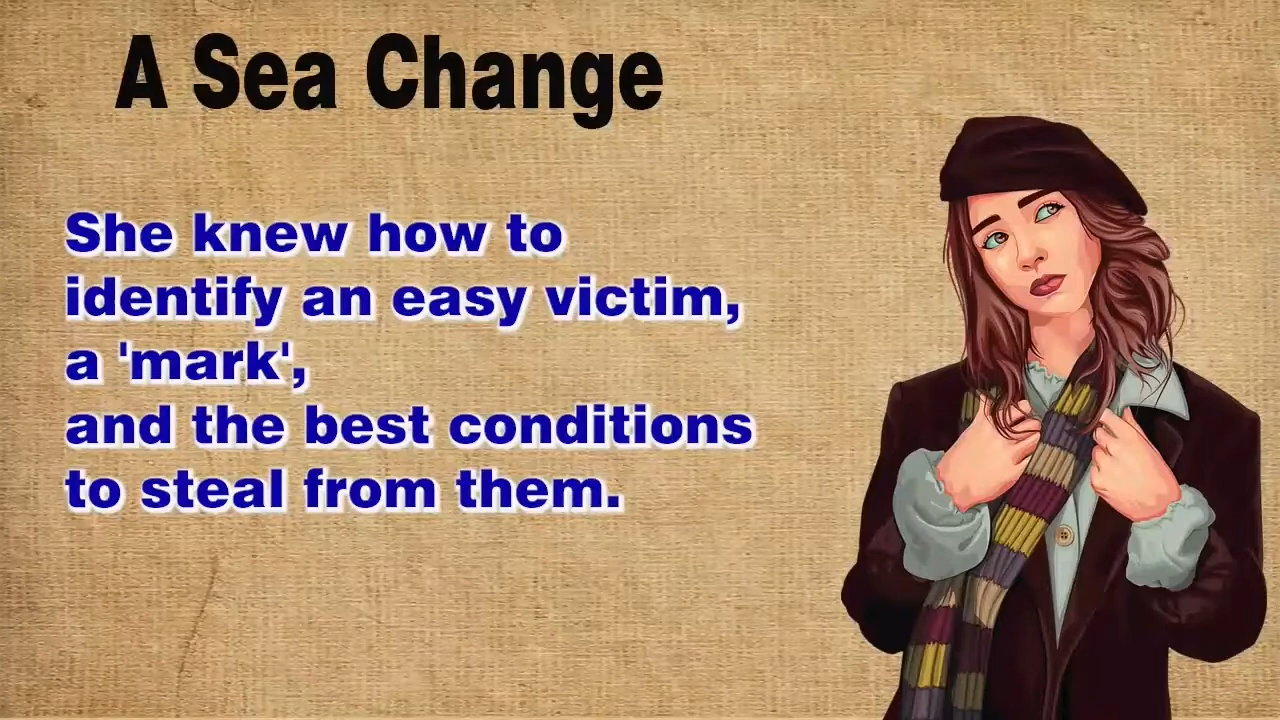 A Sea Change
She knew how to
identify an easy victim,
a 'mark',
and the best conditions
to steal from them.